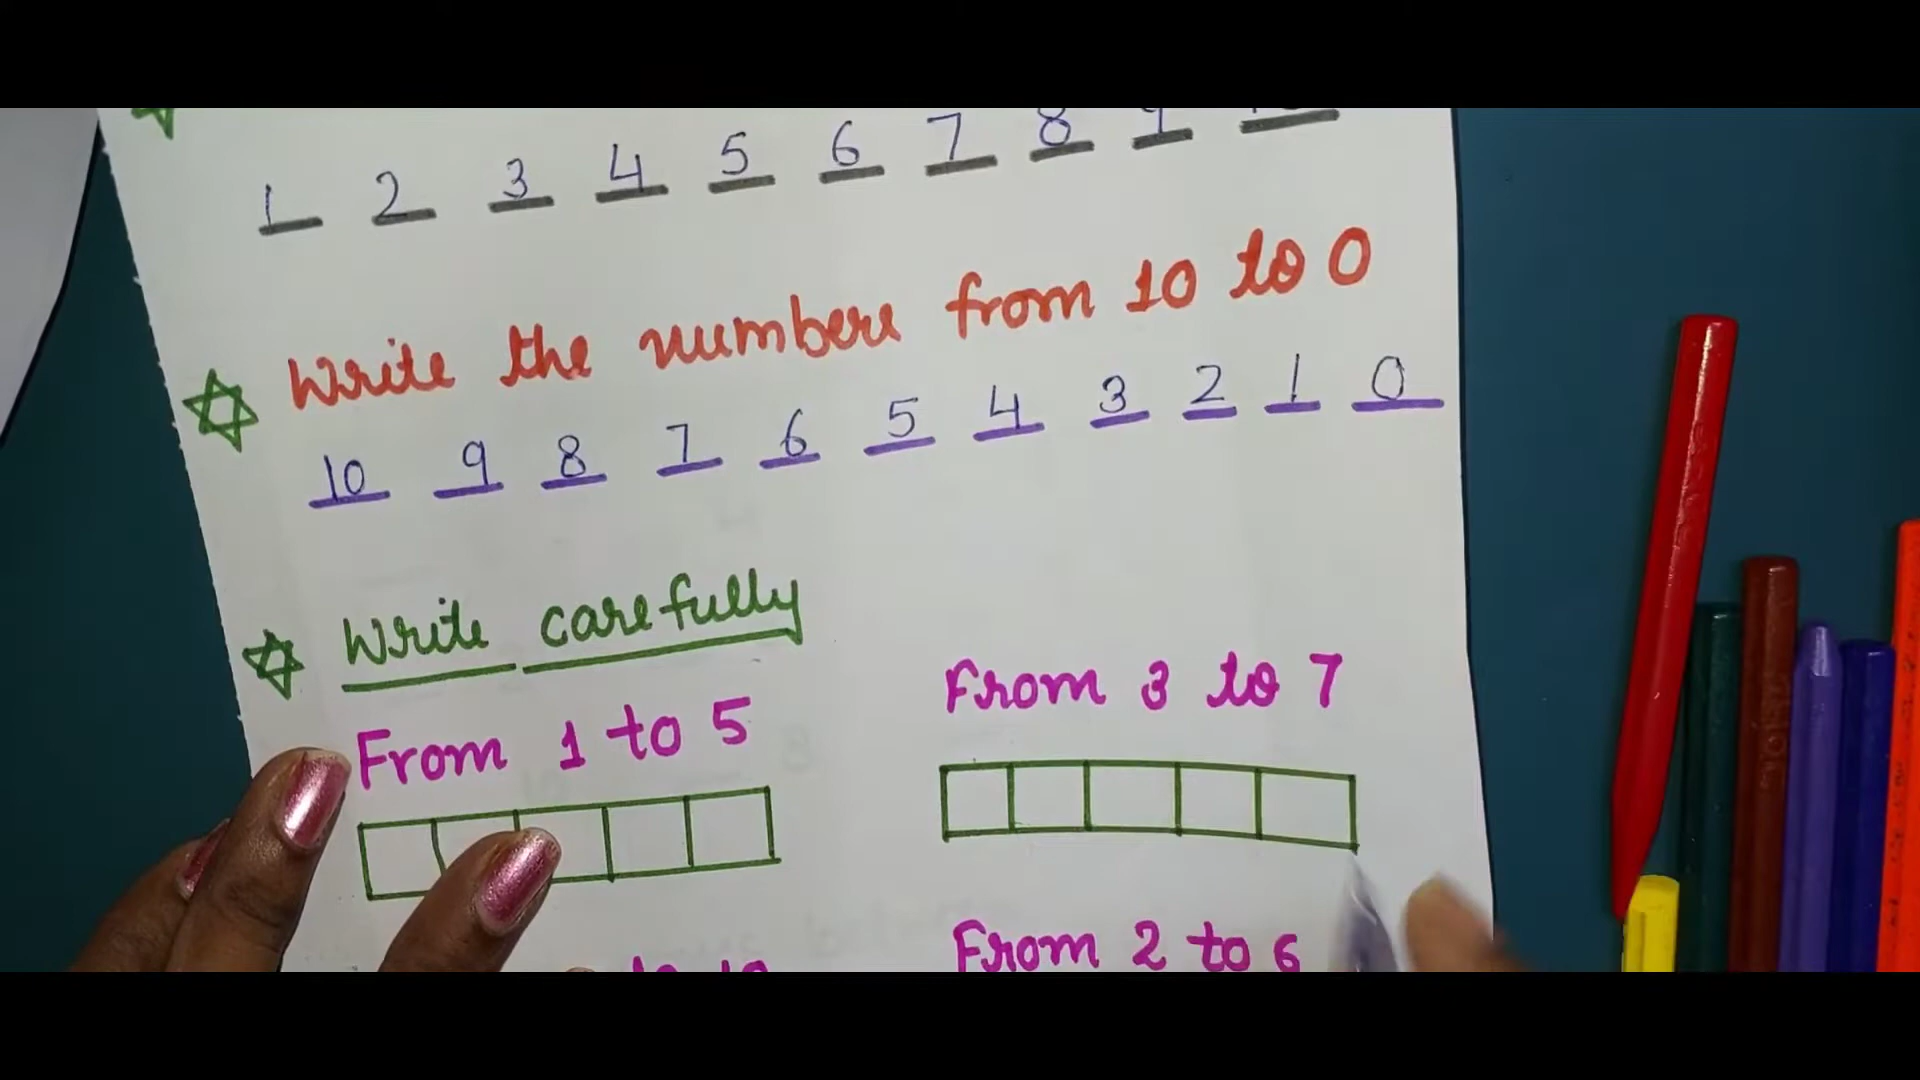 1 2 3 4 5 6 7 8 9
Write the numbers from 10 to 0
10 9 8 7 6 5 4 3 2 1 0
Write carefully
From 1 to 5
From 3 to 7
From 2 to 6